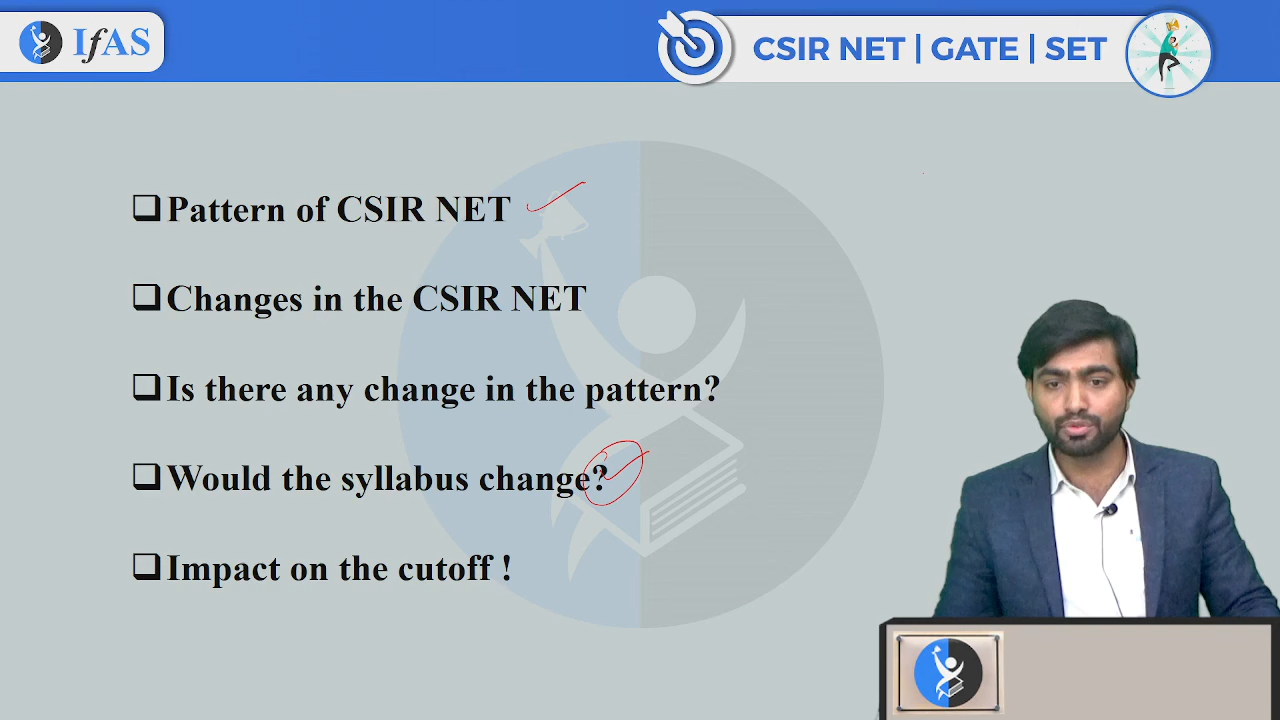 IfAS
CSIR NET | GATE | SET
Pattern of CSIR NET
Changes in the CSIR NET
Is there any change in the pattern?
Would the syllabus change?
Impact on the cutoff !